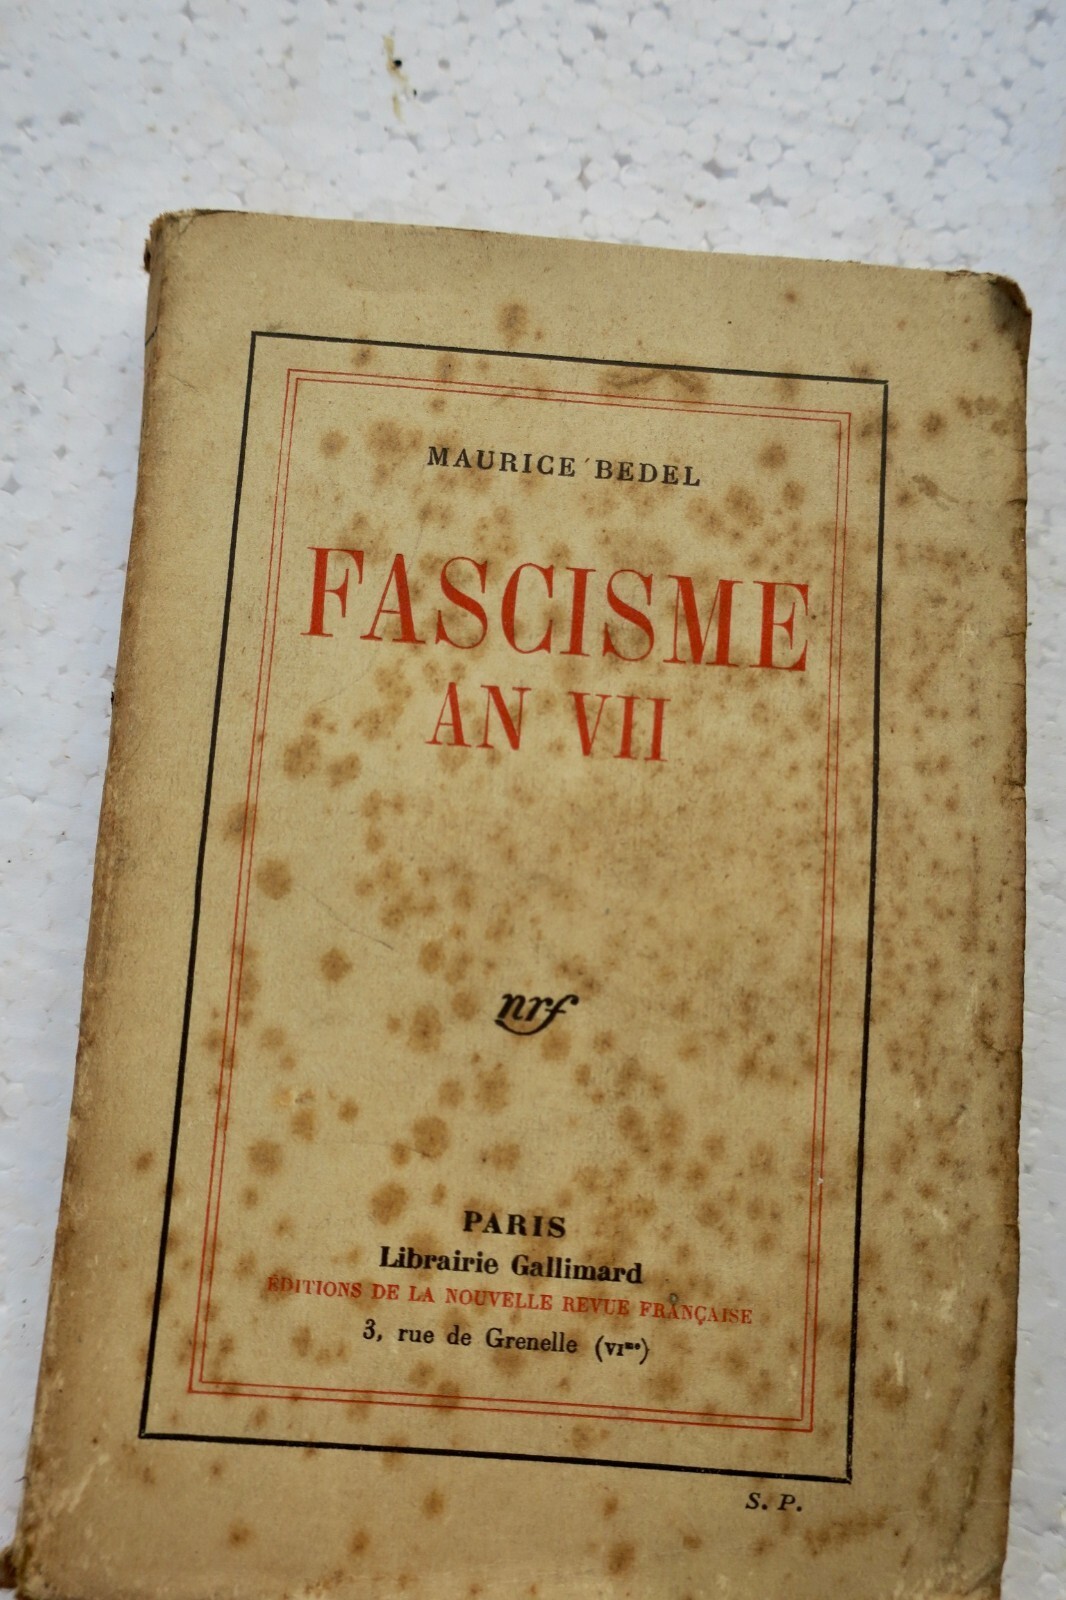 MAURICE BEDEL
FASCISME
AN VII
nrf
PARIS
Librairie Gallimard
ÉDITIONS DE LA NOUVELLE REVUE FRANÇAISE
3, rue de Grenelle (VIme)
S. P.